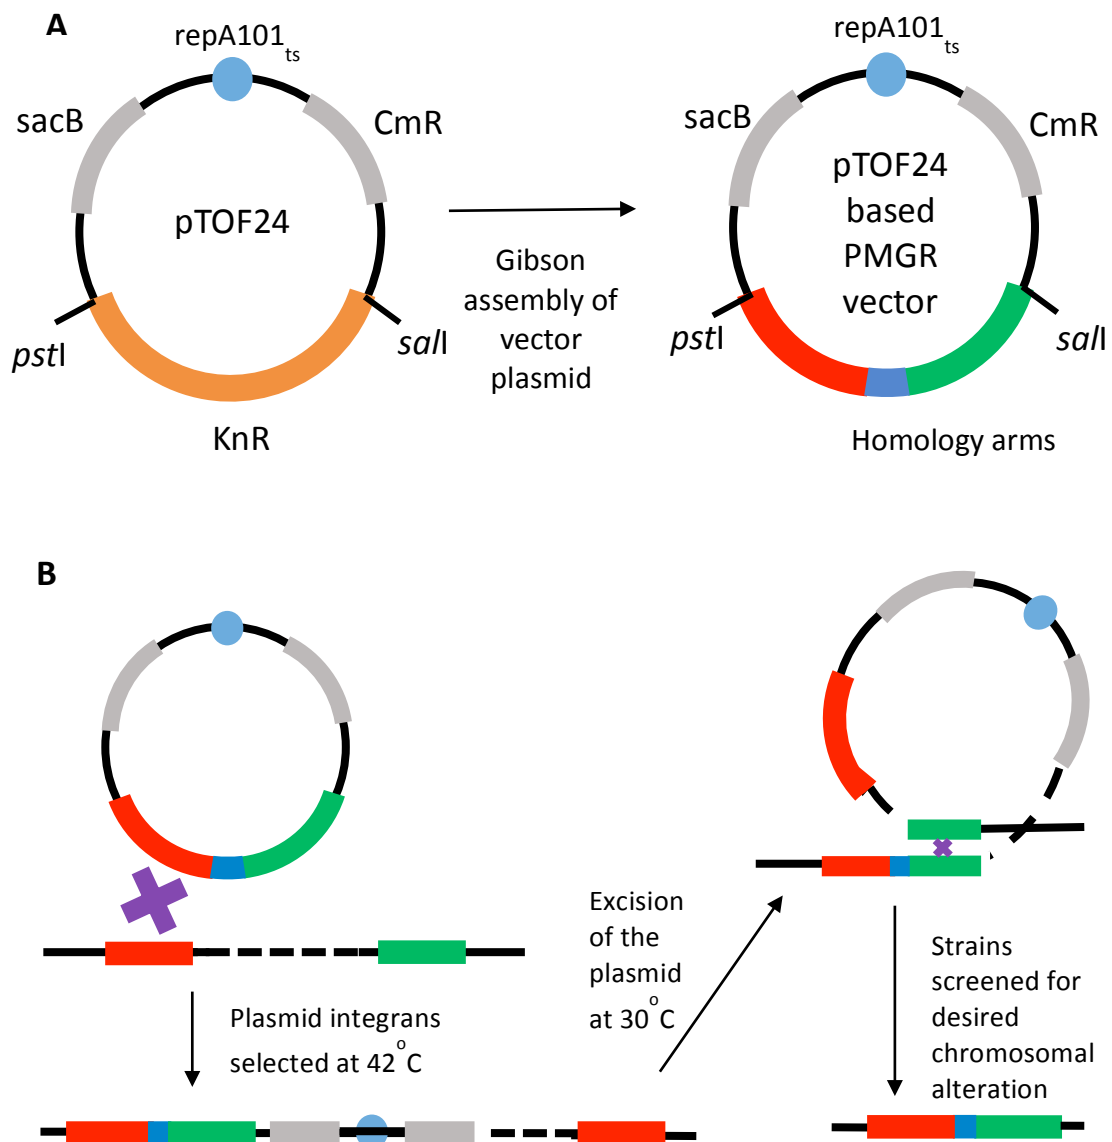 A
repA101ts
sacB
CmR
pTOF24
pstI
salI
KnR
Gibson
assembly of
vector
plasmid
repA101ts
sacB
CmR
pTOF24
based
PMGR
vector
pstI
salI
Homology arms
B
Plasmid integrans
selected at 42°C
Excision
of the
plasmid
at 30°C
Strains
screened for
desired
chromosomal
alteration